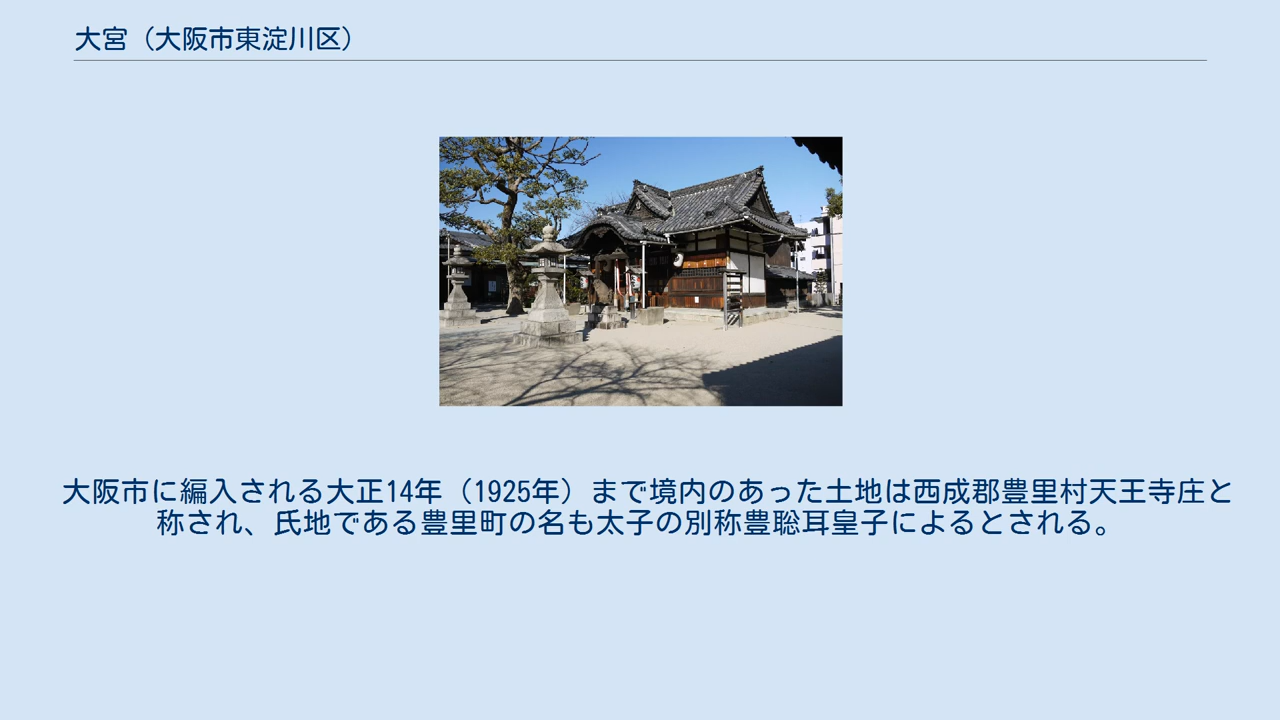 大宮（大阪市東淀川区）
大阪市に編入される大正14年（1925年）まで境内のあった土地は西成郡豊里村天王寺庄と
称され、氏地である豊里町の名も太子の別称豊聡耳皇子によるとされる。